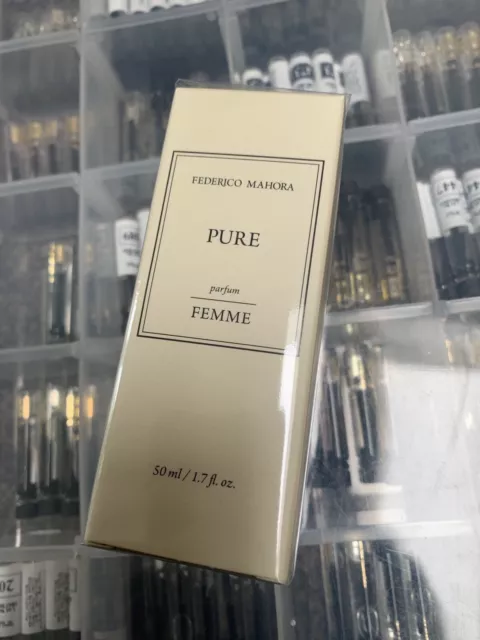 FEDERICO MAHORA
PURE
parfum
FEMME
50 ml / 1.7 fl. oz.